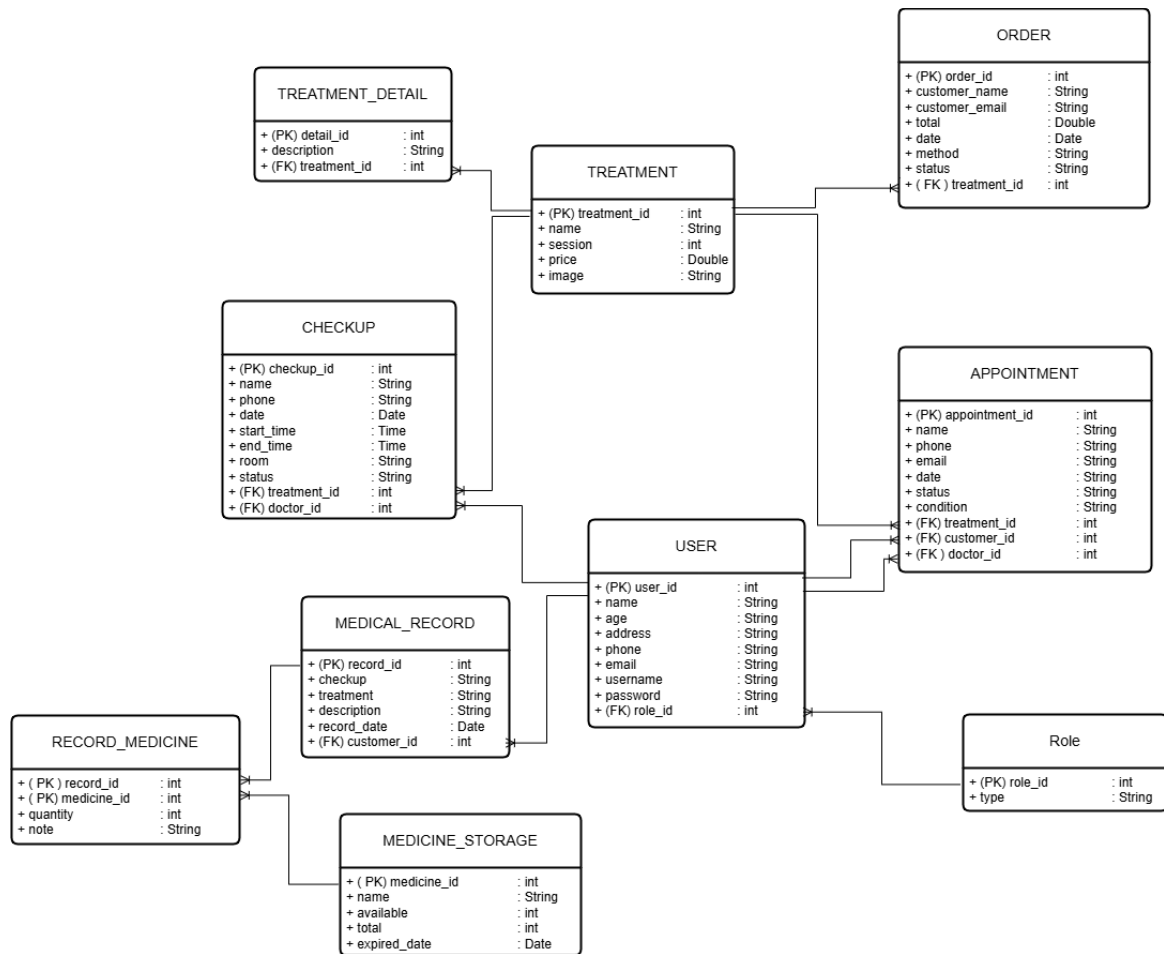 ORDER
+ (PK) order_id : int
+ customer_name : String
+ customer_email : String
+ total : Double
+ date : Date
+ method : String
+ status : String
+ ( FK ) treatment_id : int
TREATMENT_DETAIL
+ (PK) detail_id : int
+ description : String
+ (FK) treatment_id : int
TREATMENT
+ (PK) treatment_id : int
+ name : String
+ session : int
+ price : Double
+ image : String
CHECKUP
+ (PK) checkup_id : int
+ name : String
+ phone : String
+ date : Date
+ start_time : Time
+ end_time : Time
+ room : String
+ status : String
+ (FK) treatment_id : int
+ (FK) doctor_id : int
APPOINTMENT
+ (PK) appointment_id : int
+ name : String
+ phone : String
+ email : String
+ date : String
+ status : String
+ condition : String
+ (FK) treatment_id : int
+ (FK) customer_id : int
+ (FK ) doctor_id : int
USER
+ (PK) user_id : int
+ name : String
+ age : String
+ address : String
+ phone : String
+ email : String
+ username : String
+ password : String
+ (FK) role_id : int
MEDICAL_RECORD
+ (PK) record_id : int
+ checkup : String
+ treatment : String
+ description : String
+ record_date : Date
+ (FK) customer_id : int
RECORD_MEDICINE
+ ( PK ) record_id : int
+ ( PK) medicine_id : int
+ quantity : int
+ note : String
Role
+ (PK) role_id : int
+ type : String
MEDICINE_STORAGE
+ ( PK) medicine_id : int
+ name : String
+ available : int
+ total : int
+ expired_date : Date